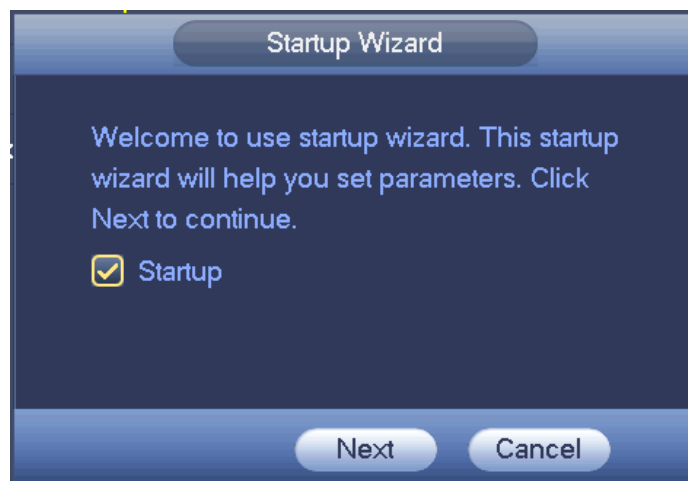 Startup Wizard
Welcome to use startup wizard. This startup
wizard will help you set parameters. Click
Next to continue.
Startup
Next Cancel